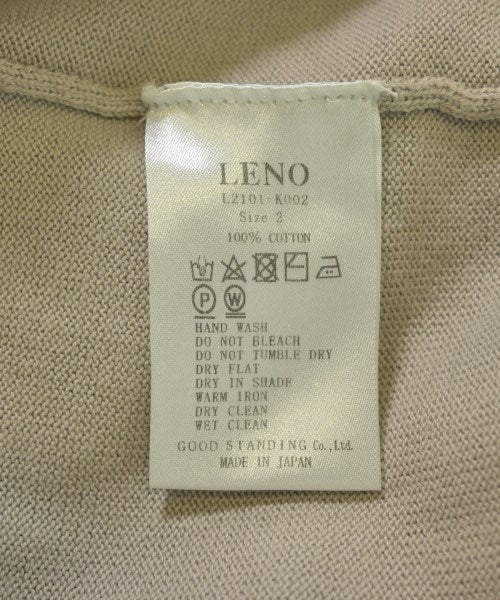 LENO
L2101-K002
Size 2
100% COTTON
P W
HAND WASH
DO NOT BLEACH
DO NOT TUMBLE DRY
DRY FLAT
DRY IN SHADE
WARM IRON
DRY CLEAN
WET CLEAN
GOOD STANDING Co., Ltd.
MADE IN JAPAN